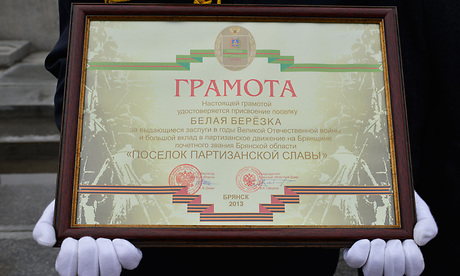 ГРАМОТА
Настоящей грамотой
удостоверяется присвоение поселку
БЕЛАЯ БЕРЁЗКА
за выдающиеся заслуги в годы Великой Отечественной войны
и большой вклад в партизанское движение на Брянщине
почетного звания Брянской области
"ПОСЕЛОК ПАРТИЗАНСКОЙ СЛАВЫ"
БРЯНСК
2013